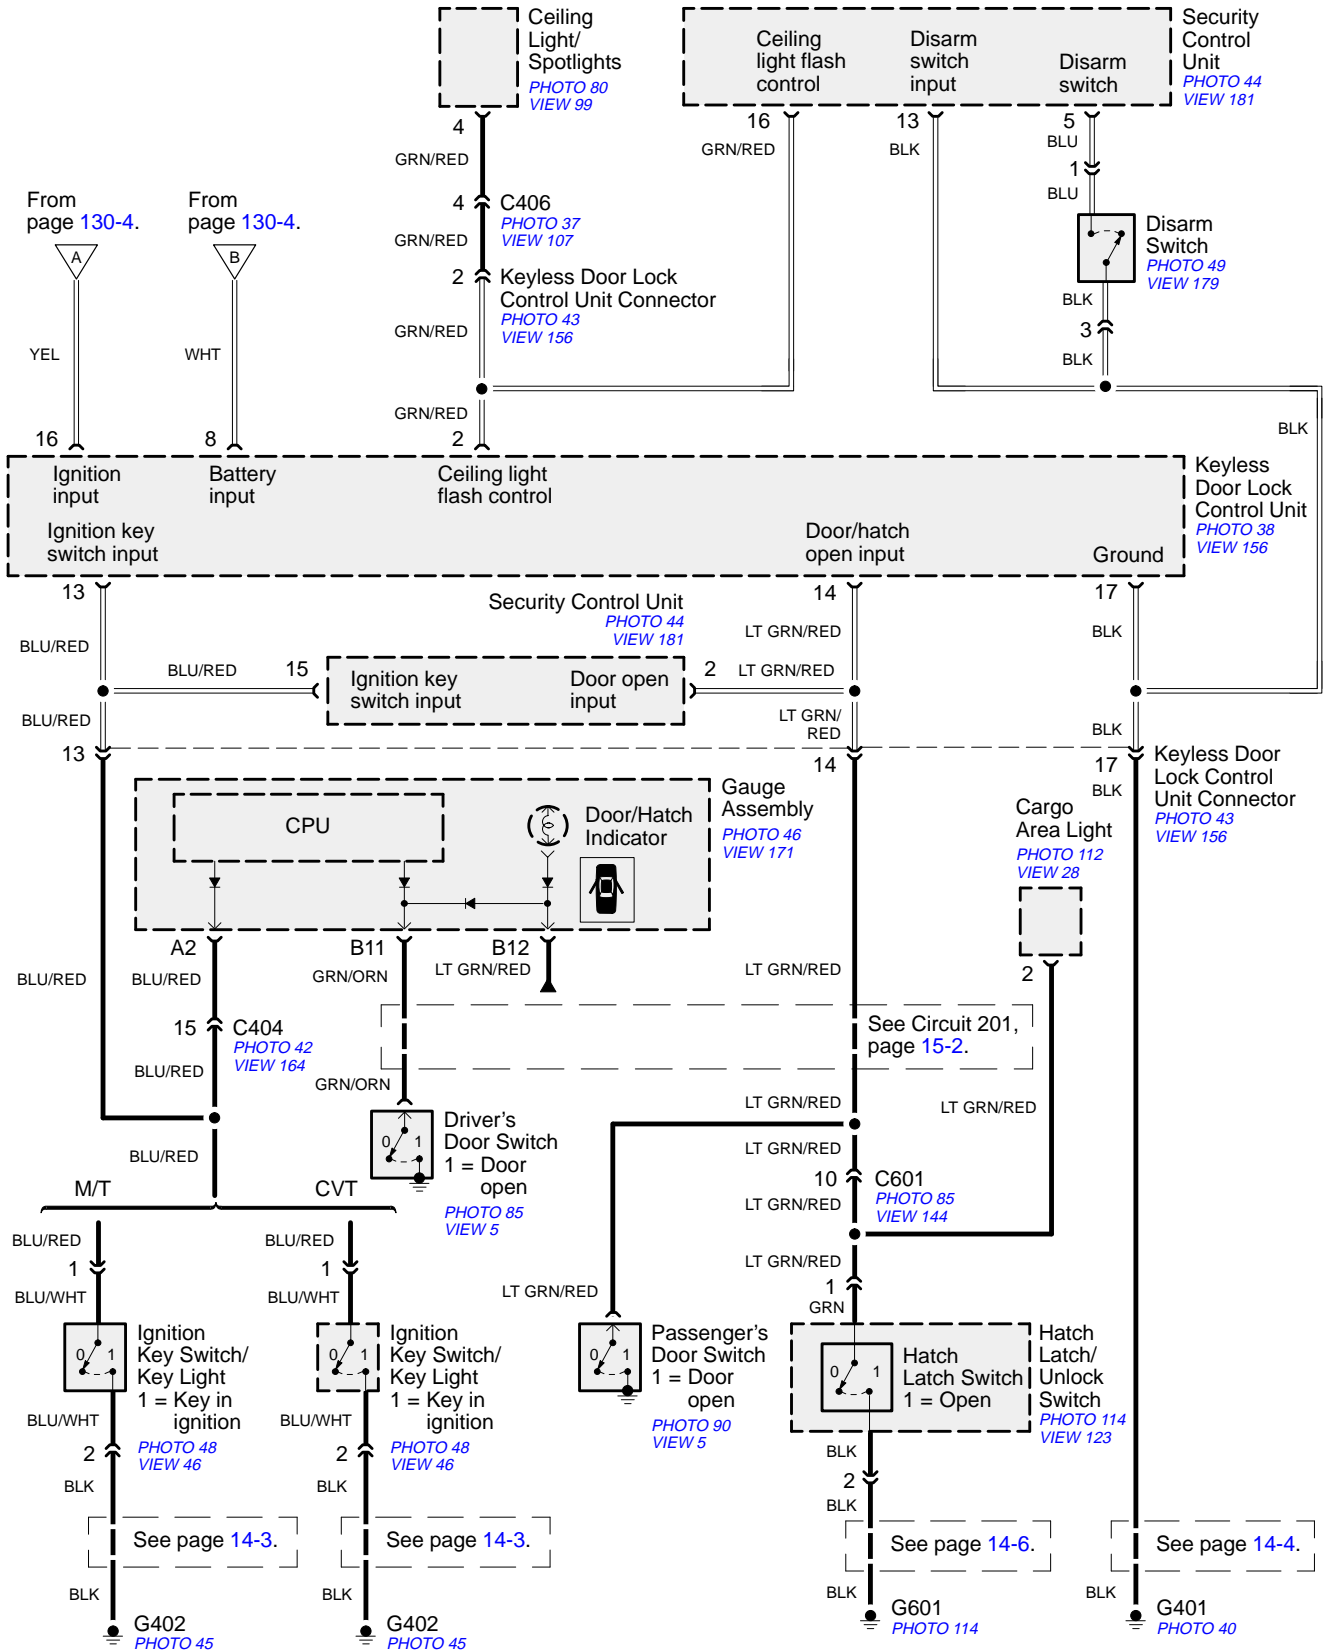 Ceiling
Light/
Spotlights
PHOTO 80
VIEW 99
Ceiling
light flash
control
Disarm
switch
input
Disarm
switch
Security
Control
Unit
PHOTO 44
VIEW 181
4
GRN/RED
16
GRN/RED
13
BLK
5
BLU
1
BLU
4
C406
PHOTO 37
VIEW 107
GRN/RED
From
page 130-4.
A
From
page 130-4.
B
Disarm
Switch
PHOTO 49
VIEW 179
2
Keyless Door Lock
Control Unit Connector
PHOTO 43
VIEW 156
GRN/RED
BLK
3
BLK
YEL
WHT
GRN/RED
BLK
16
8
2
Ignition
input
Battery
input
Ceiling light
flash control
Ignition key
switch input
Door/hatch
open input
Ground
Keyless
Door Lock
Control Unit
PHOTO 38
VIEW 156
13
14
17
BLU/RED
LT GRN/RED
BLK
Security Control Unit
PHOTO 44
VIEW 181
BLU/RED
15
Ignition key
switch input
Door open
input
2
LT GRN/RED
BLU/RED
LT GRN/
RED
BLK
13
14
17
BLK
Keyless Door
Lock Control
Unit Connector
PHOTO 43
VIEW 156
CPU
Door/Hatch
Indicator
Gauge
Assembly
PHOTO 46
VIEW 171
Cargo
Area Light
PHOTO 112
VIEW 28
A2
B11
B12
2
BLU/RED
BLU/RED
GRN/ORN
LT GRN/RED
LT GRN/RED
15
C404
PHOTO 42
VIEW 164
See Circuit 201,
page 15-2.
BLU/RED
GRN/ORN
LT GRN/RED
LT GRN/RED
0 1
Driver's
Door Switch
1 = Door
open
PHOTO 85
VIEW 5
BLU/RED
LT GRN/RED
10
C601
PHOTO 85
VIEW 144
LT GRN/RED
M/T
CVT
BLU/RED
BLU/RED
LT GRN/RED
1
1
1
BLU/WHT
BLU/WHT
LT GRN/RED
GRN
0 1
Ignition
Key Switch/
Key Light
1 = Key in
ignition
PHOTO 48
VIEW 46
0 1
Ignition
Key Switch/
Key Light
1 = Key in
ignition
PHOTO 48
VIEW 46
0 1
Passenger's
Door Switch
1 = Door
open
PHOTO 90
VIEW 5
0 1
Hatch
Latch Switch
1 = Open
Hatch
Latch/
Unlock
Switch
PHOTO 114
VIEW 123
BLU/WHT
BLU/WHT
BLK
2
2
2
BLK
BLK
BLK
See page 14-3.
See page 14-3.
See page 14-6.
See page 14-4.
BLK
BLK
BLK
BLK
G402
PHOTO 45
G402
PHOTO 45
G601
PHOTO 114
G401
PHOTO 40